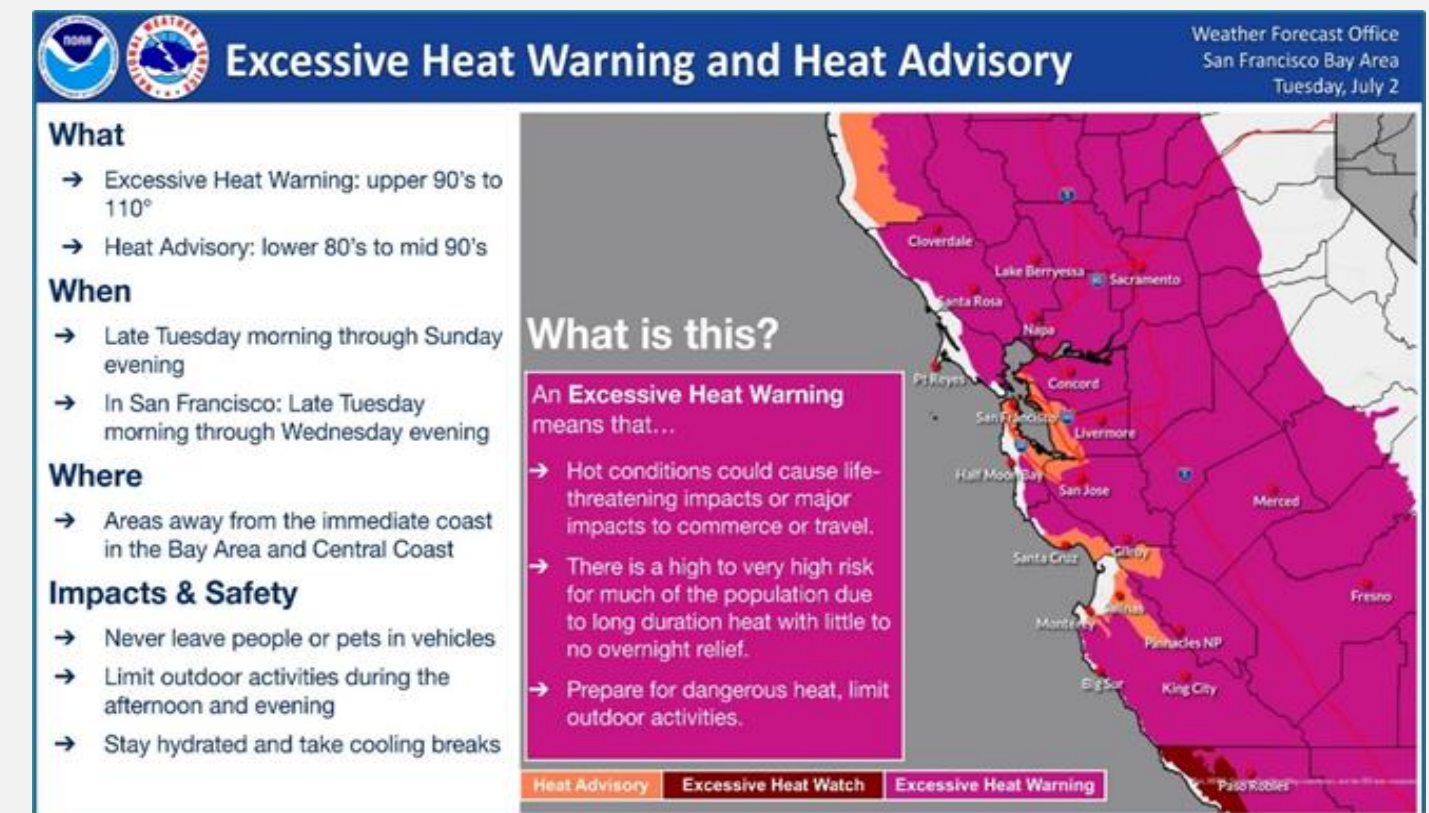 NOAA
NATIONAL WEATHER SERVICE
Excessive Heat Warning and Heat Advisory
Weather Forecast Office
San Francisco Bay Area
Tuesday, July 2
What
→ Excessive Heat Warning: upper 90's to
110°
→ Heat Advisory: lower 80's to mid 90's
When
→ Late Tuesday morning through Sunday
evening
→ In San Francisco: Late Tuesday
morning through Wednesday evening
Where
→ Areas away from the immediate coast
in the Bay Area and Central Coast
Impacts & Safety
→ Never leave people or pets in vehicles
→ Limit outdoor activities during the
afternoon and evening
→ Stay hydrated and take cooling breaks
What is this?
An Excessive Heat Warning
means that...
→ Hot conditions could cause life-
threatening impacts or major
impacts to commerce or travel.
→ There is a high to very high risk
for much of the population due
to long duration heat with little to
no overnight relief.
→ Prepare for dangerous heat, limit
outdoor activities.
Heat Advisory
Excessive Heat Watch
Excessive Heat Warning
Cloverdale
Lake Berryessa
Sacramento
Santa Rosa
Napa
Pt Reyes
Concord
San Francisco
Livermore
Half Moon Bay
San Jose
Merced
Santa Cruz
Gilroy
Fresno
Salinas
Monterey
Pinnacles NP
Big Sur
King City
Paso Robles